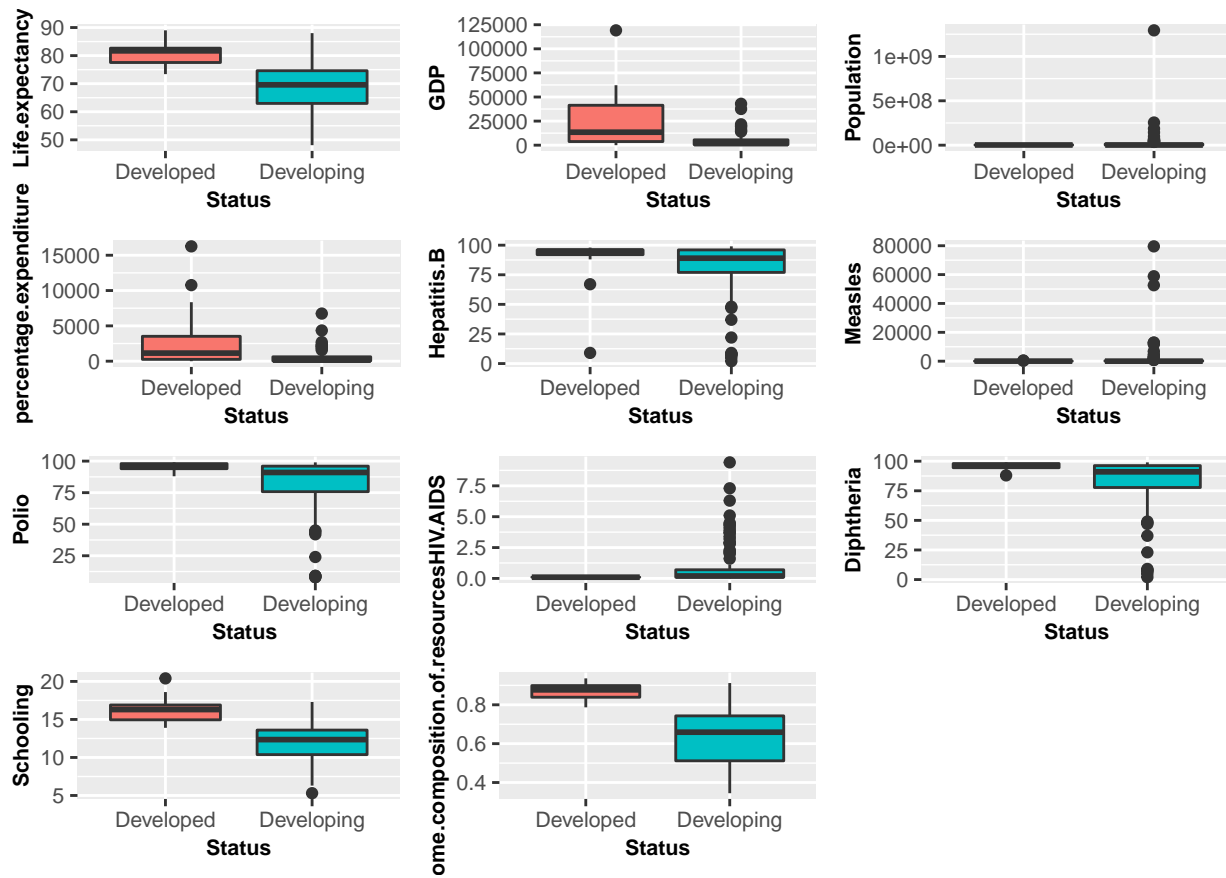 Life.expectancy
90
80
70
60
50
Developed Developing
Status
GDP
125000
100000
75000
50000
25000
0
Developed Developing
Status
Population
1e+09
5e+08
0e+00
Developed Developing
Status
percentage.expenditure
15000
10000
5000
0
Developed Developing
Status
Hepatitis.B
100
75
50
25
0
Developed Developing
Status
Measles
80000
60000
40000
20000
0
Developed Developing
Status
Polio
100
75
50
25
Developed Developing
Status
HIV.AIDS
7.5
5.0
2.5
0.0
Developed Developing
Status
Diphtheria
100
75
50
25
0
Developed Developing
Status
Schooling
20
15
10
5
Developed Developing
Status
ome.composition.of.resources
0.8
0.6
0.4
Developed Developing
Status